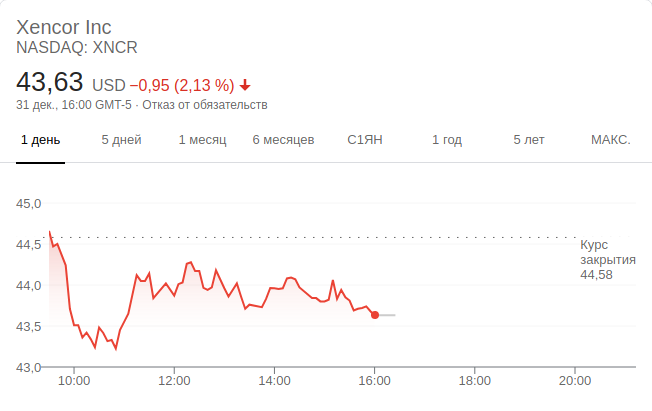 Xencor Inc
NASDAQ: XNCR
43,63 USD −0,95 (2,13 %)
31 дек., 16:00 GMT-5 · Отказ от обязательств
1 день 5 дней 1 месяц 6 месяцев С1ЯН 1 год 5 лет МАКС.
45,0
44,5
44,0
43,5
43,0
Курс
закрытия
44,58
10:00 12:00 14:00 16:00 18:00 20:00